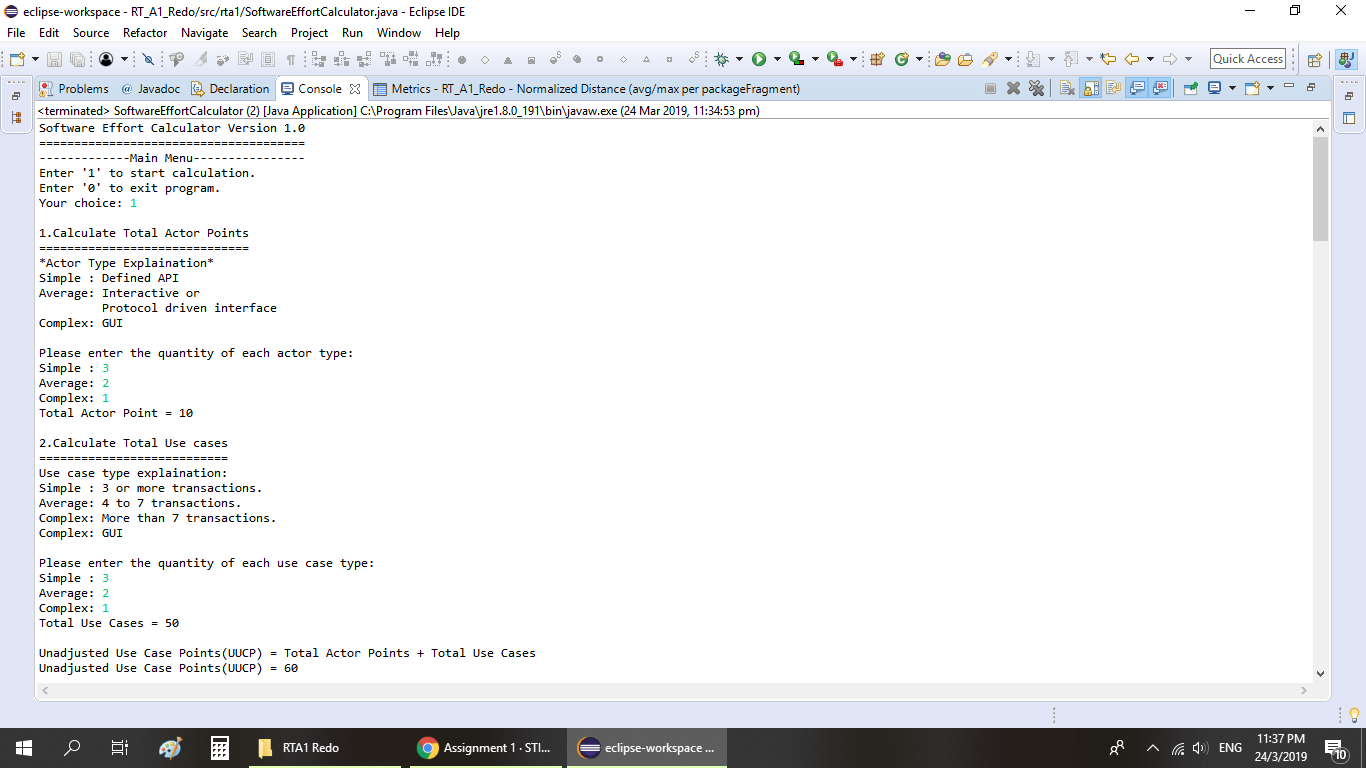 eclipse-workspace - RT_A1_Redo/src/rta1/SoftwareEffortCalculator.java - Eclipse IDE
File Edit Source Refactor Navigate Search Project Run Window Help
Quick Access
Problems @ Javadoc Declaration Console Metrics - RT_A1_Redo - Normalized Distance (avg/max per packageFragment)
<terminated> SoftwareEffortCalculator (2) [Java Application] C:\Program Files\Java\jre1.8.0_191\bin\javaw.exe (24 Mar 2019, 11:34:53 pm)
Software Effort Calculator Version 1.0
======================================
-------------Main Menu----------------
Enter '1' to start calculation.
Enter '0' to exit program.
Your choice: 1
1.Calculate Total Actor Points
==============================
*Actor Type Explaination*
Simple : Defined API
Average: Interactive or
Protocol driven interface
Complex: GUI
Please enter the quantity of each actor type:
Simple : 3
Average: 2
Complex: 1
Total Actor Point = 10
2.Calculate Total Use cases
===========================
Use case type explaination:
Simple : 3 or more transactions.
Average: 4 to 7 transactions.
Complex: More than 7 transactions.
Complex: GUI
Please enter the quantity of each use case type:
Simple : 3
Average: 2
Complex: 1
Total Use Cases = 50
Unadjusted Use Case Points(UUCP) = Total Actor Points + Total Use Cases
Unadjusted Use Case Points(UUCP) = 60
RTA1 Redo
Assignment 1 · STI...
eclipse-workspace ...
ENG
11:37 PM
24/3/2019
10